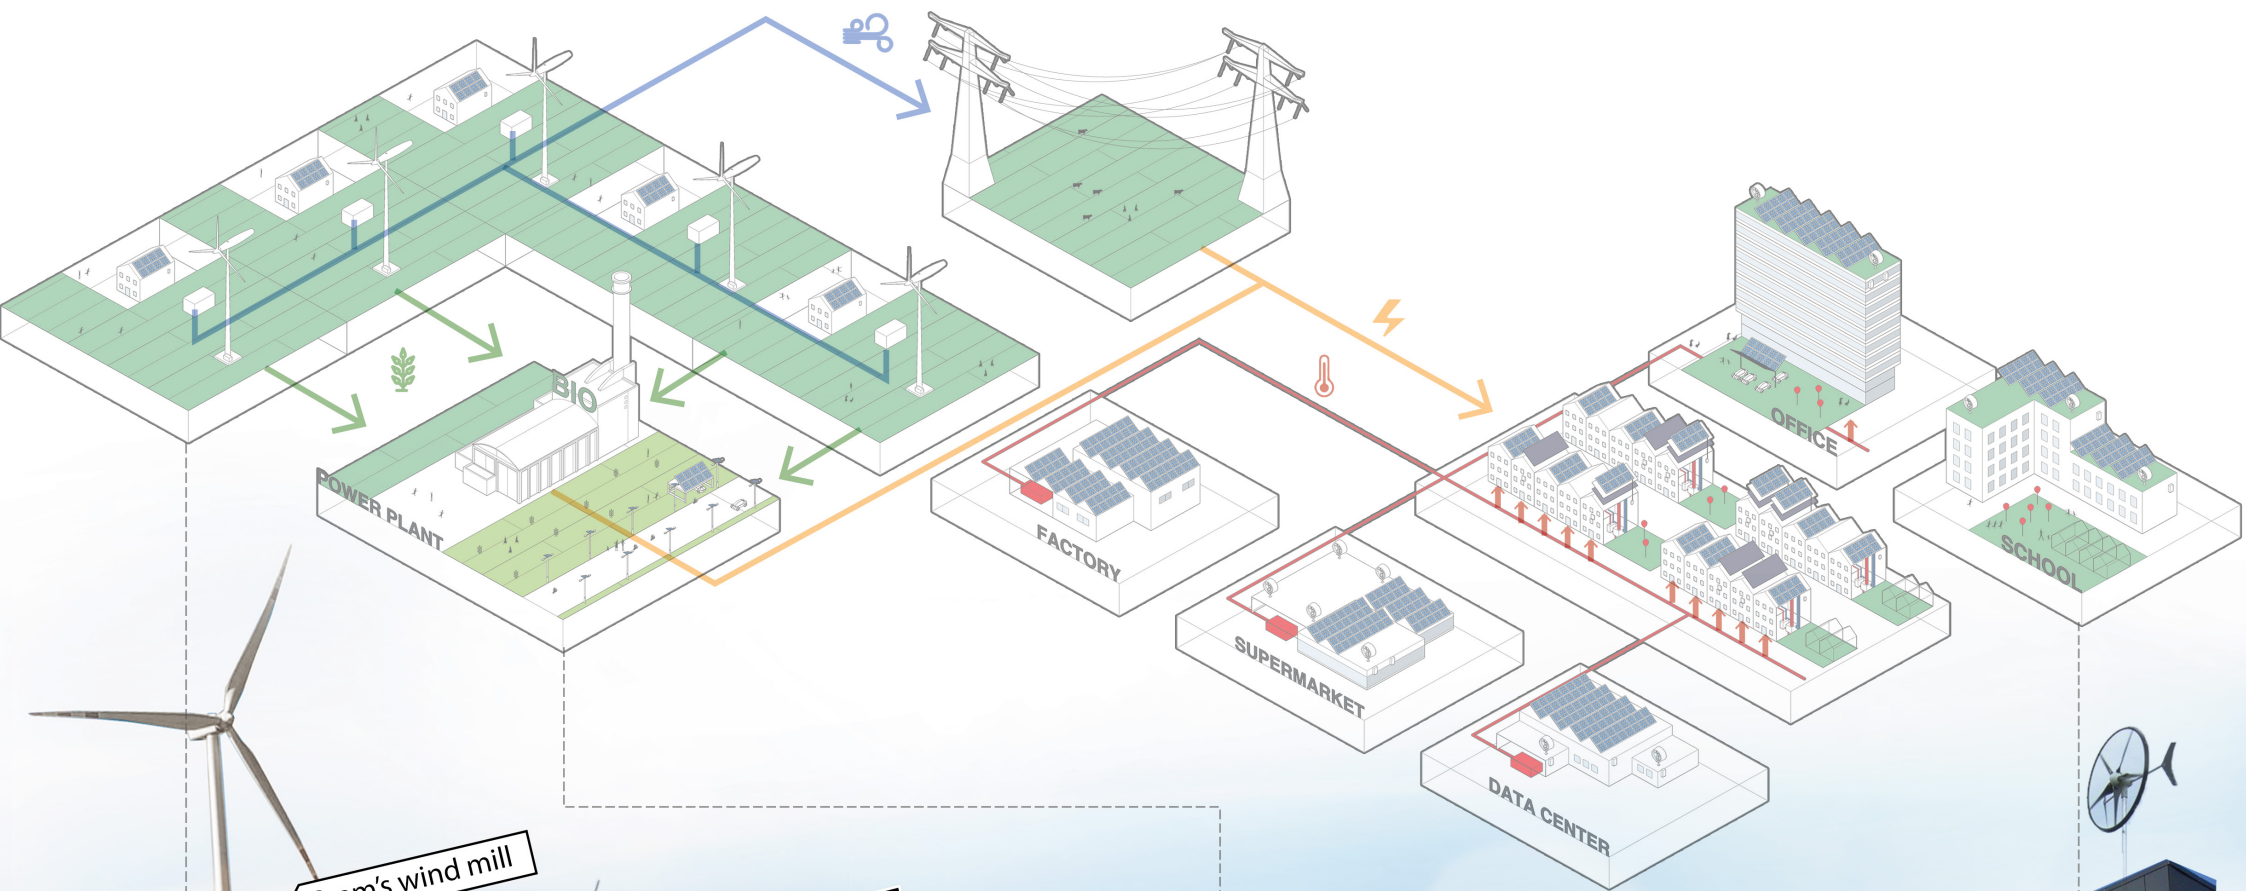 BIO
POWER PLANT
OFFICE
SCHOOL
FACTORY
SUPERMARKET
DATA CENTER
wind mill